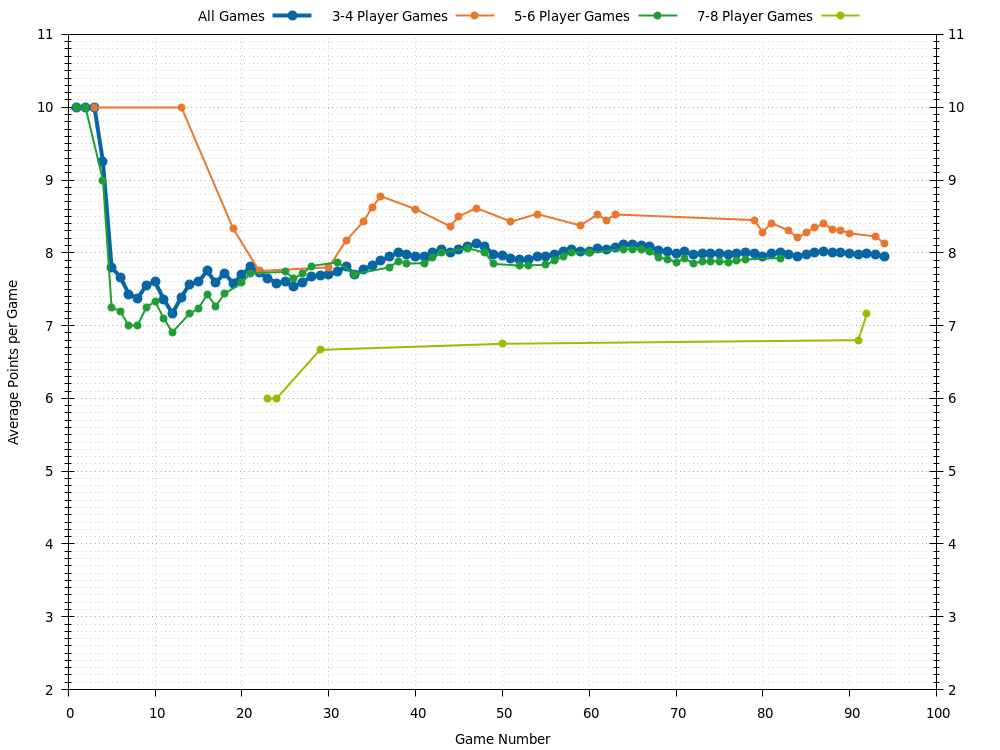 All Games 3-4 Player Games 5-6 Player Games 7-8 Player Games
11 11
10 10
9 9
8 8
7 7
6 6
5 5
4 4
3 3
2 2
Average Points per Game
0 10 20 30 40 50 60 70 80 90 100
Game Number